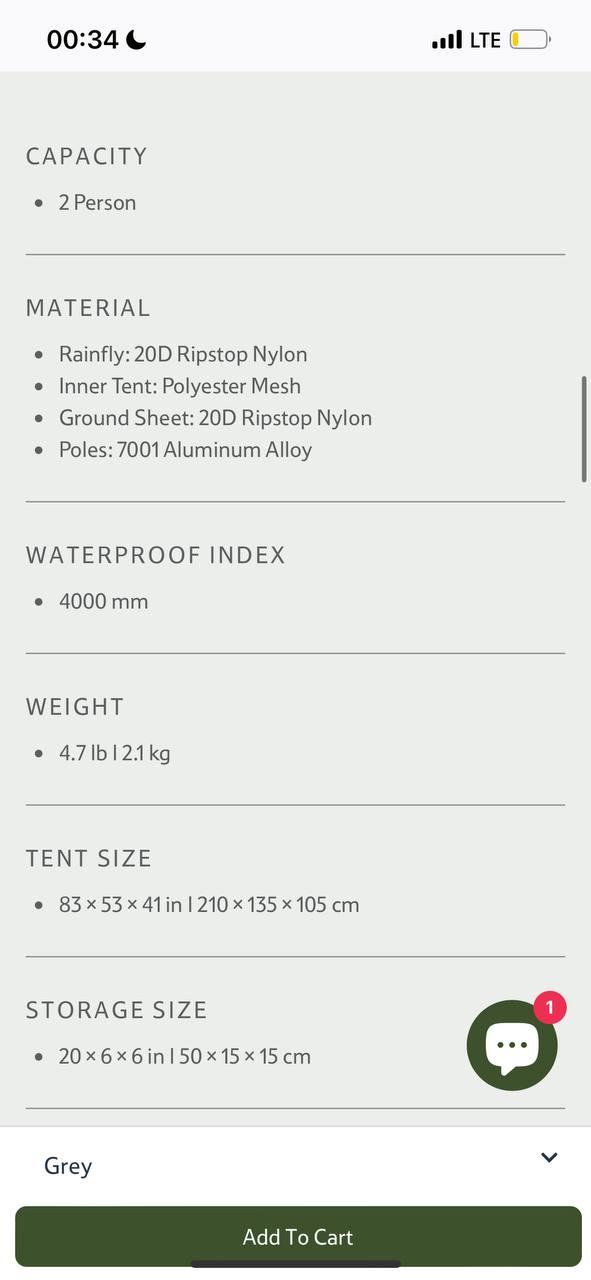 00:34
LTE
CAPACITY
• 2 Person
MATERIAL
• Rainfly: 20D Ripstop Nylon
• Inner Tent: Polyester Mesh
• Ground Sheet: 20D Ripstop Nylon
• Poles: 7001 Aluminum Alloy
WATERPROOF INDEX
• 4000 mm
WEIGHT
• 4.7 lb | 2.1 kg
TENT SIZE
• 83 × 53 × 41 in | 210 × 135 × 105 cm
STORAGE SIZE
1
• 20 × 6 × 6 in | 50 × 15 × 15 cm
Grey
Add To Cart